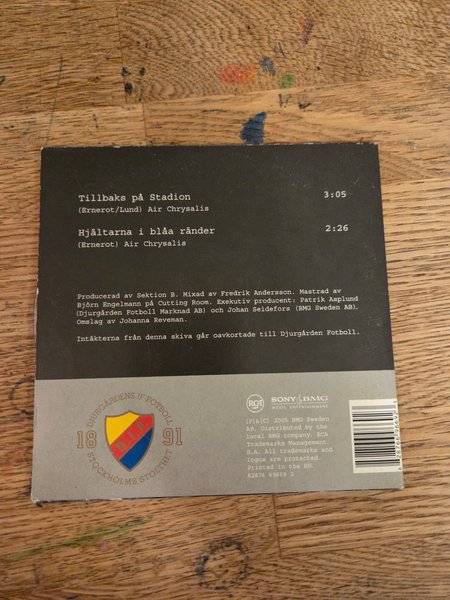 Tillbaks på Stadion 3:05
(Ernerot/Lund) Air Chrysalis
Hjältarna i blåa ränder 2:26
(Ernerot) Air Chrysalis
Producerad av Sektion B. Mixad av Fredrik Andersson. Mastrad av
Björn Engelmann på Cutting Room. Exekutiv producent: Patrik Asplund
(Djurgården Fotboll Marknad AB) och Johan Seidefors (BMG Sweden AB).
Omslag av Johanna Reveman.
Intäkterna från denna skiva går oavkortade till Djurgården Fotboll.
DJURGÅRDENS IF FOTBOLL
18 91
D.I.F.
STOCKHOLMS STOLTHET
RCA
SONY BMG
MUSIC ENTERTAINMENT
(P)&(C) 2005 BMG Sweden
AB. Distributed by the
local BMG company. RCA
Trademarks Management.
S.A. All trademarks and
logos are protected.
Printed in the EU.